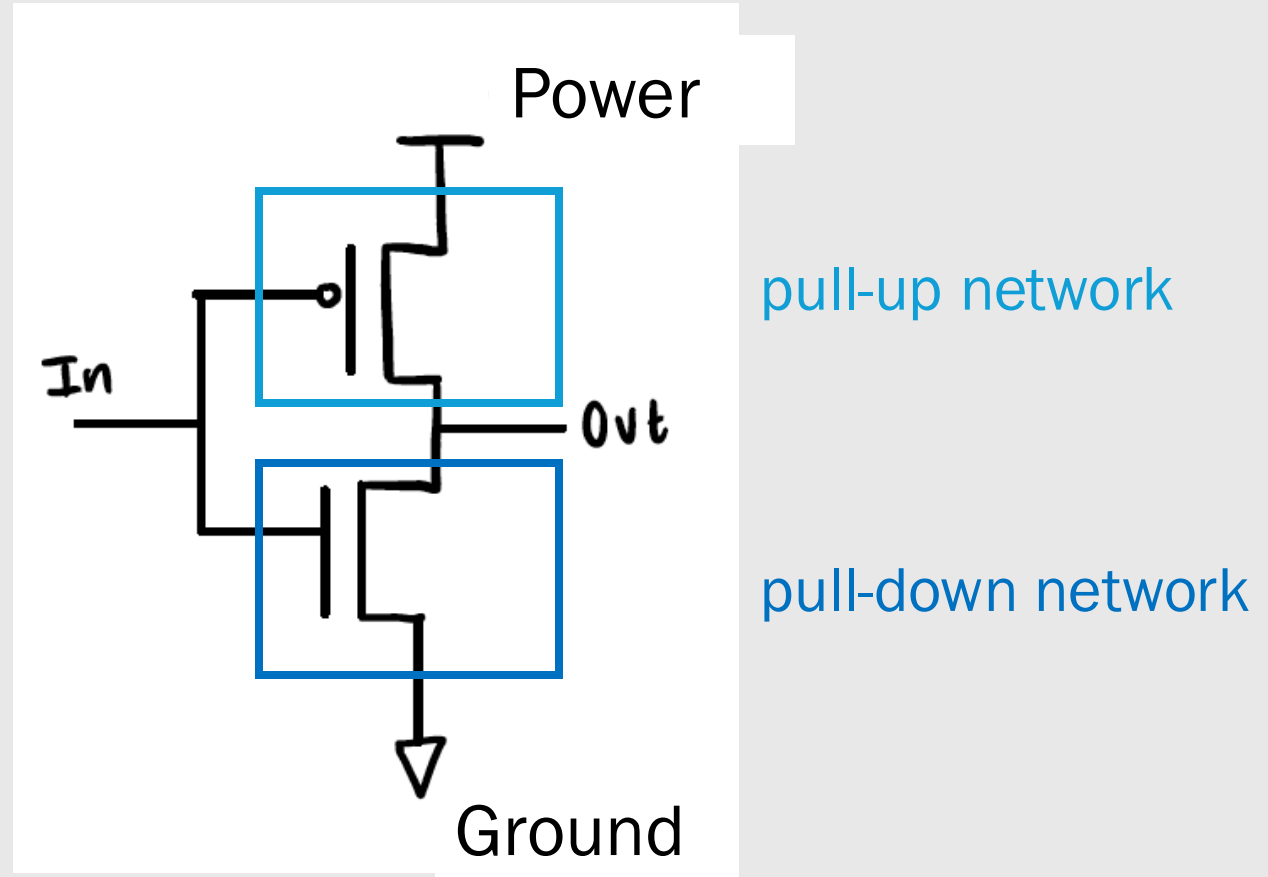 Power
pull-up network
In
Out
pull-down network
Ground